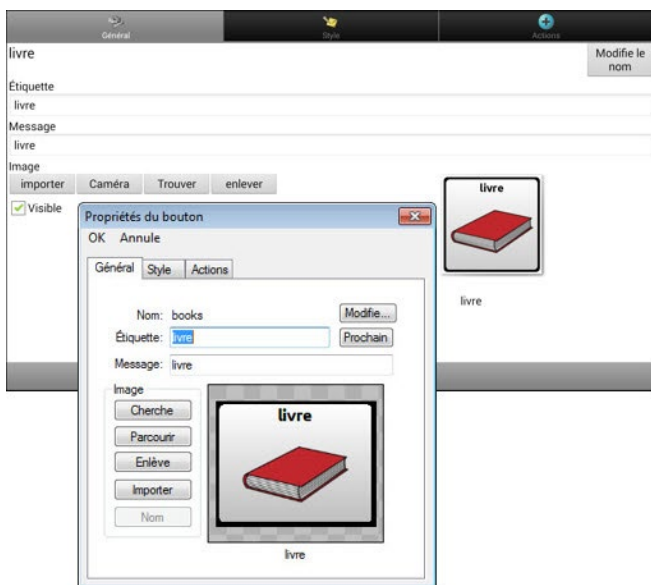 Général Style Actions
livre
Modifie le
nom
Étiquette
livre
Message
livre
Image
importer Caméra Trouver enlever
Visible
livre
livre
Propriétés du bouton
OK Annule
Général Style Actions
Nom: books Modifie...
Étiquette: livre Prochain
Message: livre
Image
Cherche
Parcourir
Enlève
Importer
Nom
livre
livre